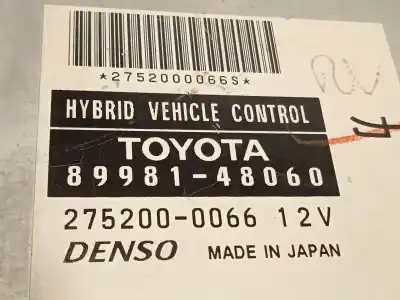 *2752000066S*
HYBRID VEHICLE CONTROL
TOYOTA
89981-48060
275200-0066 12V
DENSO MADE IN JAPAN